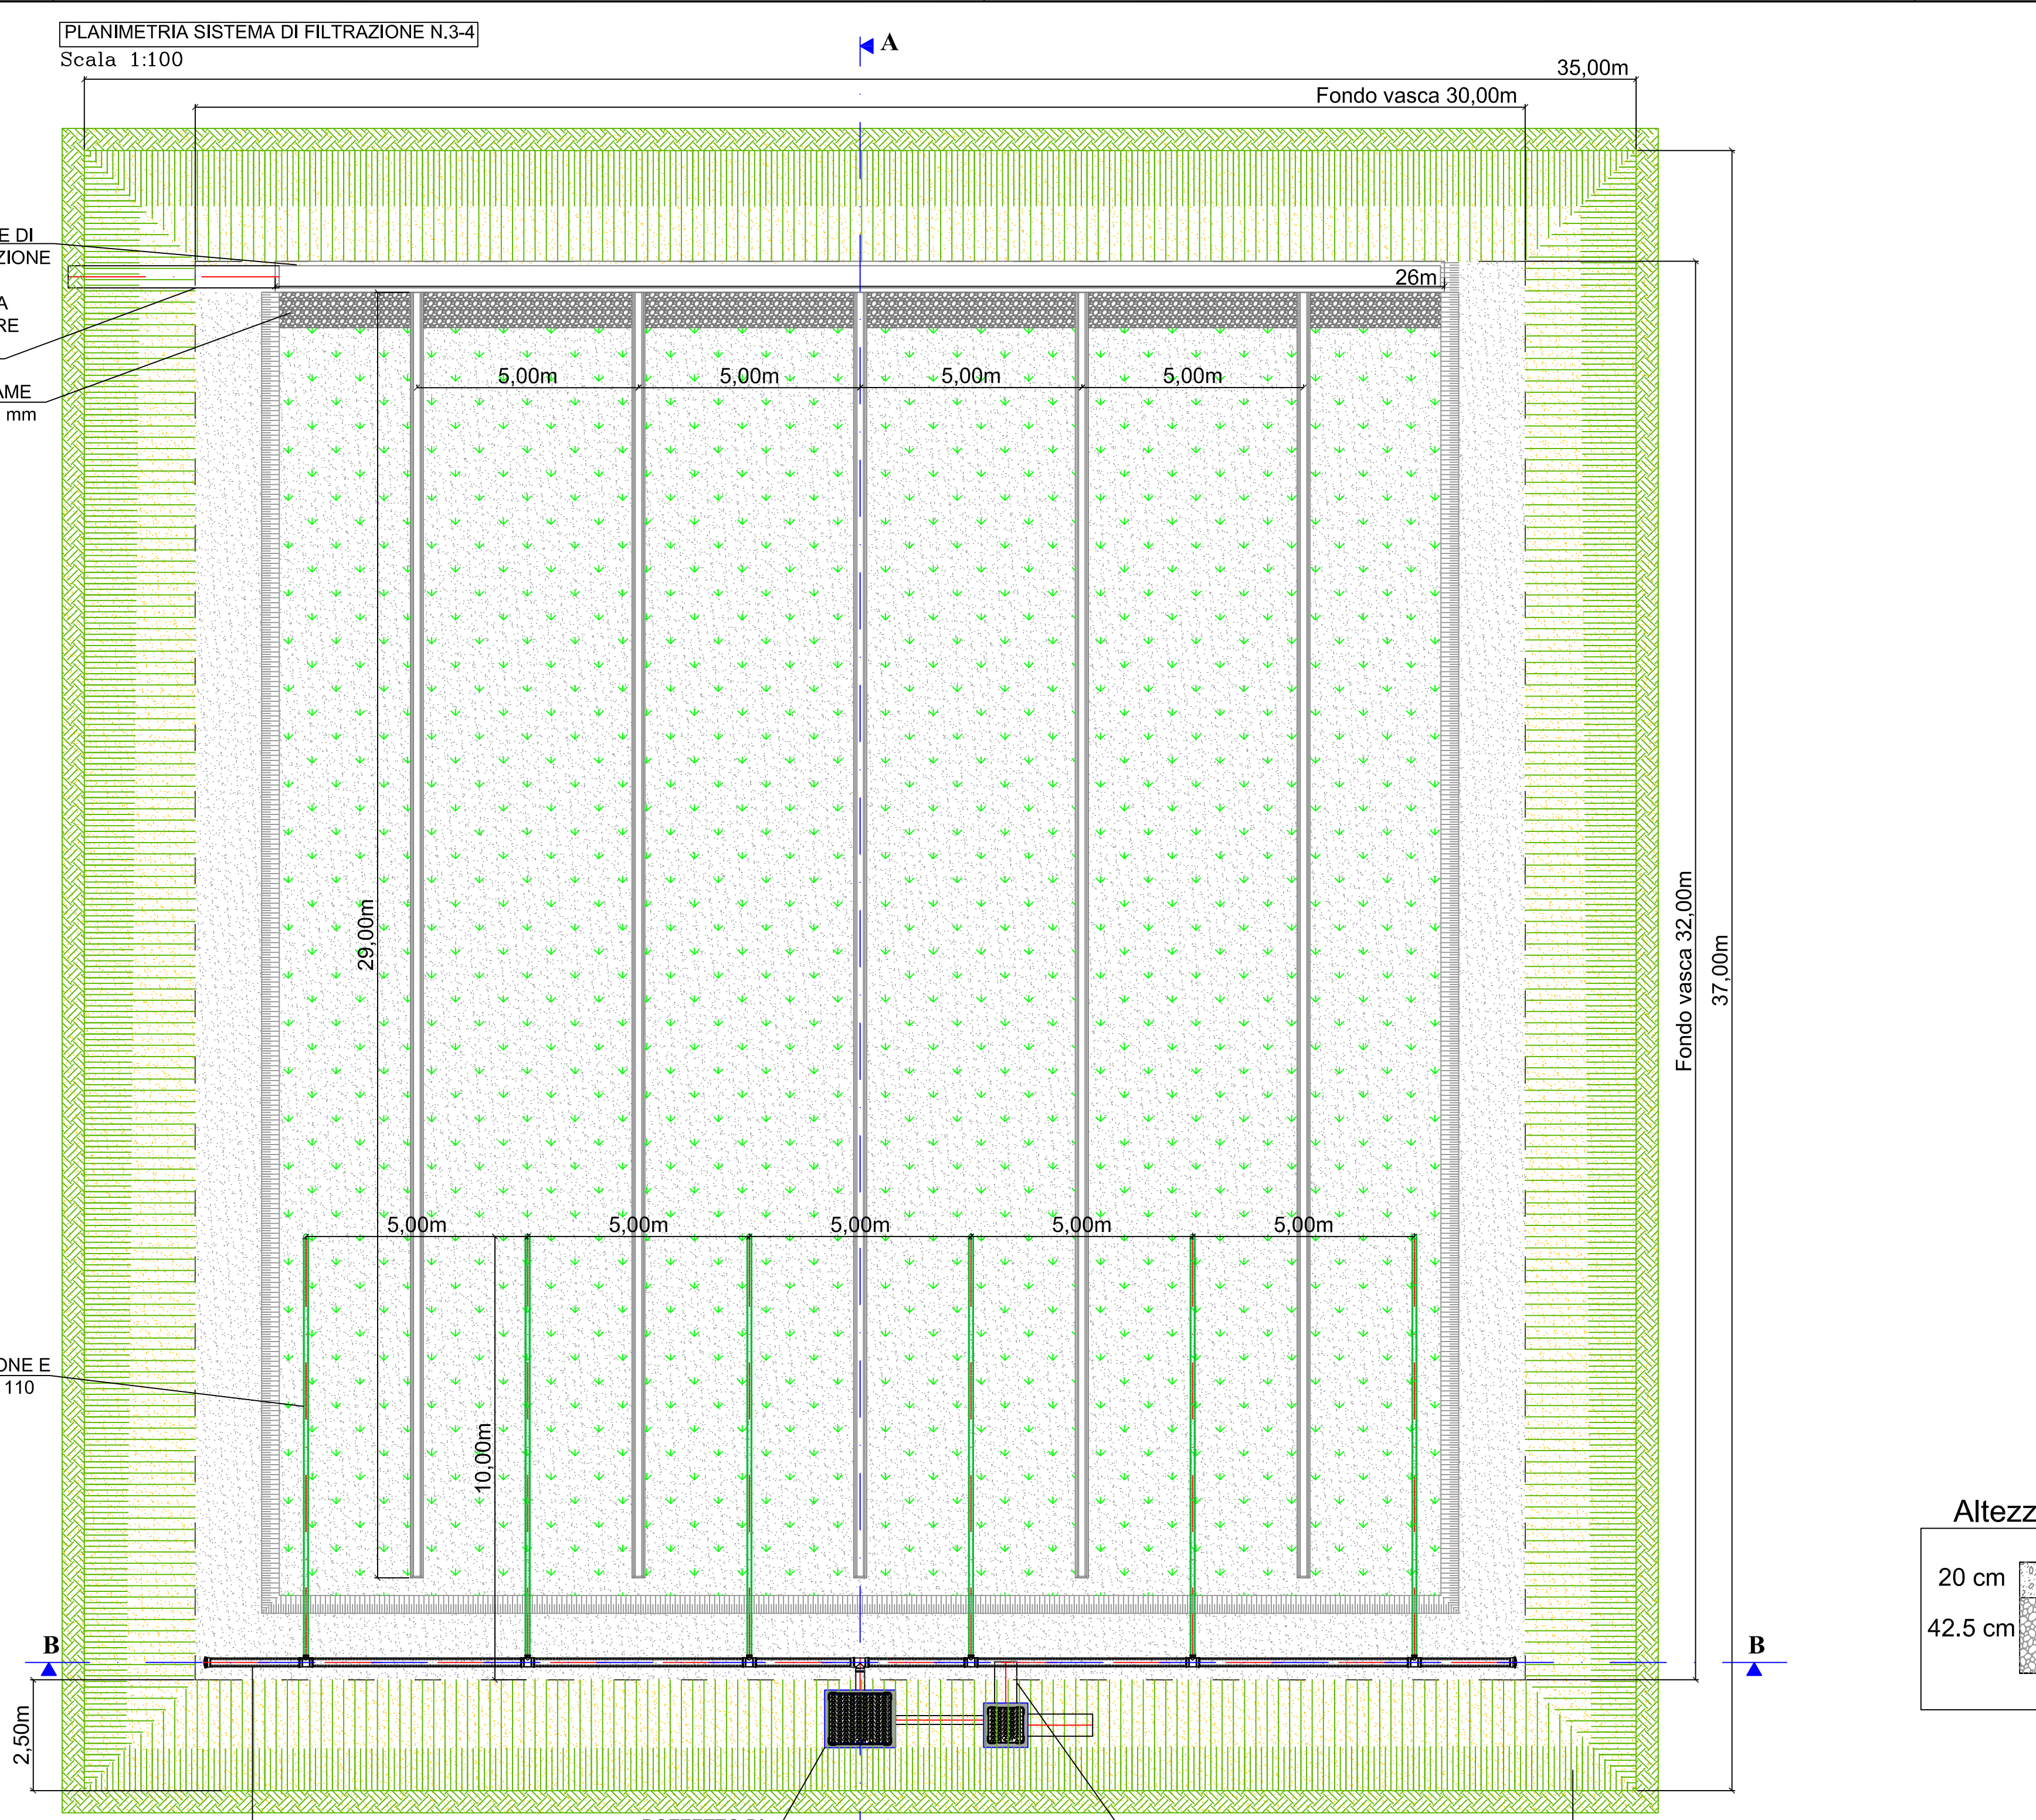 PLANIMETRIA SISTEMA DI FILTRAZIONE N.3-4
Scala 1:100
A
35,00m
Fondo vasca 30,00m
E DI
ZIONE
26m
A
RE
AME
mm
5,00m 5,00m 5,00m 5,00m
29,00m
Fondo vasca 32,00m
37,00m
5,00m 5,00m 5,00m 5,00m 5,00m
ONE E
110
10,00m
Altezz
20 cm
42.5 cm
B B
2,50m